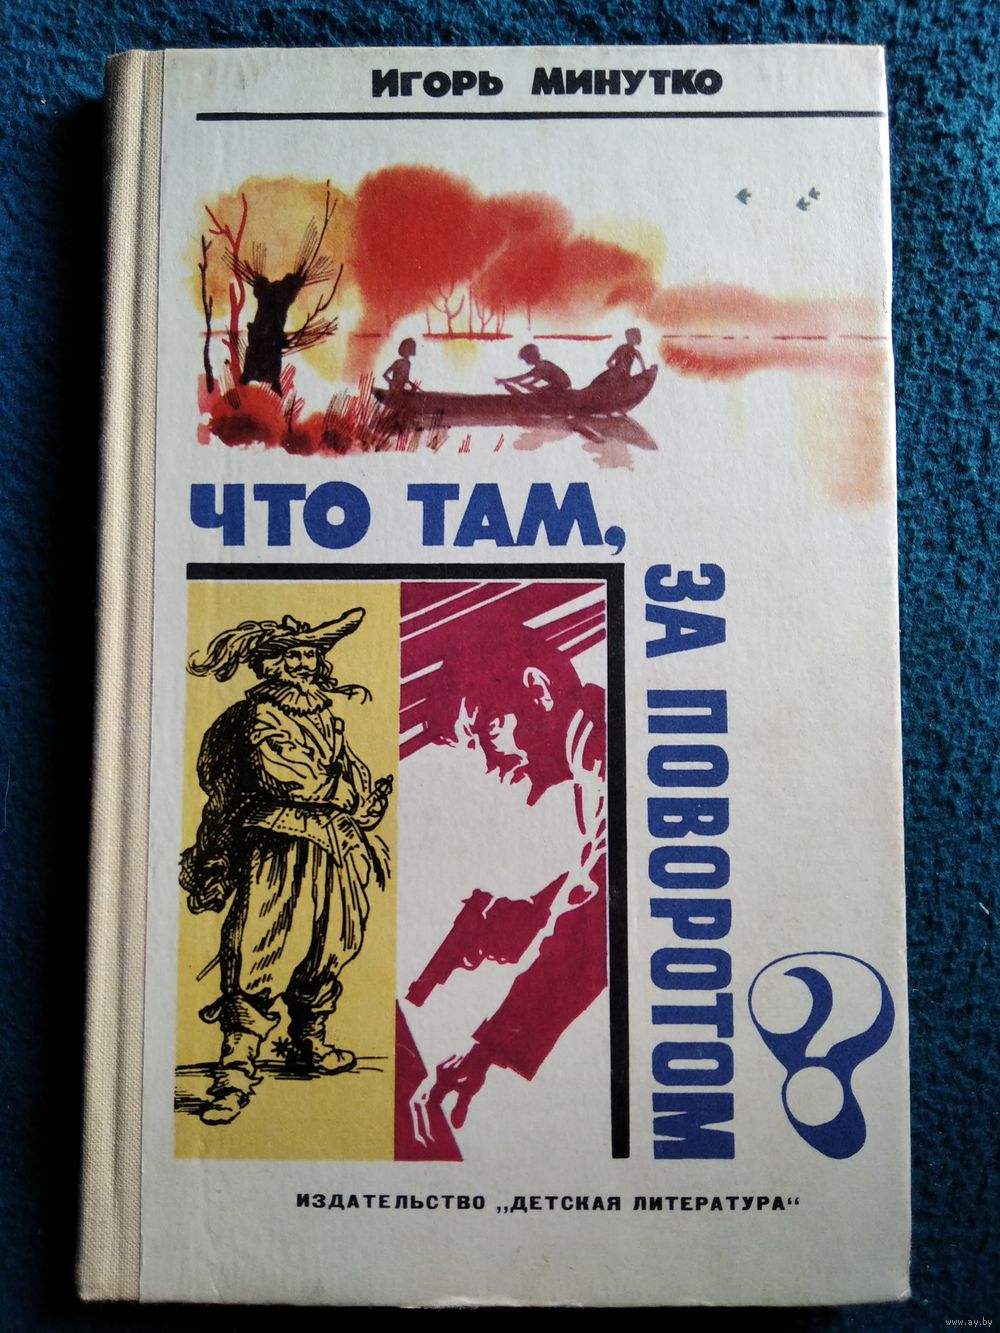 ИГОРЬ МИНУТКО
ЧТО ТАМ,
ЗА ПОВОРОТОМ
?
ИЗДАТЕЛЬСТВО „ДЕТСКАЯ ЛИТЕРАТУРА“
www.ay.by